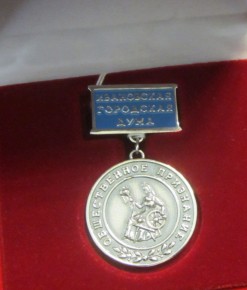 ИВАНОВСКАЯ
ГОРОДСКАЯ
ДУМА
ОБЩЕСТВЕННОЕ ПРИЗНАНИЕ